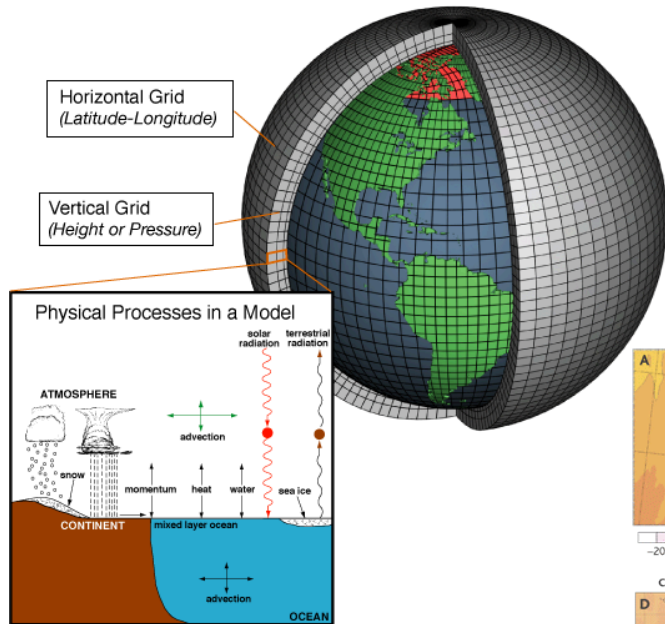 Horizontal Grid
(Latitude-Longitude)
Vertical Grid
(Height or Pressure)
Physical Processes in a Model
solar
radiation
terrestrial
radiation
ATMOSPHERE
advection
snow
momentum
heat
water
sea ice
CONTINENT
mixed layer ocean
advection
OCEAN
A
-20
C
D